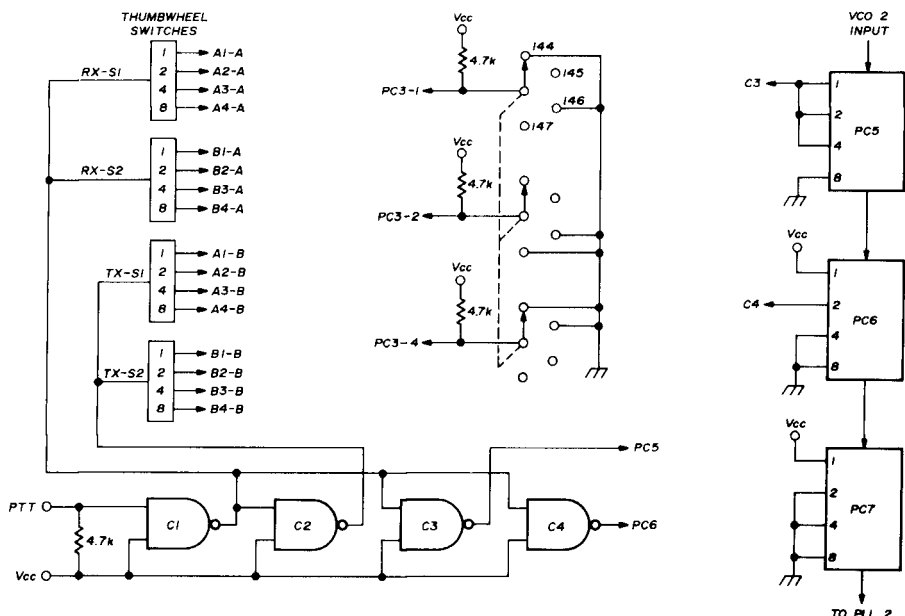 THUMBWHEEL
SWITCHES
RX-S1
1
2
4
8
A1-A
A2-A
A3-A
A4-A
RX-S2
1
2
4
8
B1-A
B2-A
B3-A
B4-A
TX-S1
1
2
4
8
A1-B
A2-B
A3-B
A4-B
TX-S2
1
2
4
8
B1-B
B2-B
B3-B
B4-B
Vcc
4.7k
PC3-1
144
145
146
147
Vcc
4.7k
PC3-2
Vcc
4.7k
PC3-4
VCO 2
INPUT
C3
1
2
4
8
PC5
Vcc
C4
1
2
4
8
PC6
Vcc
1
2
4
8
PC7
TO PLL 2
PTT
4.7k
Vcc
C1
C2
C3
C4
PC5
PC6